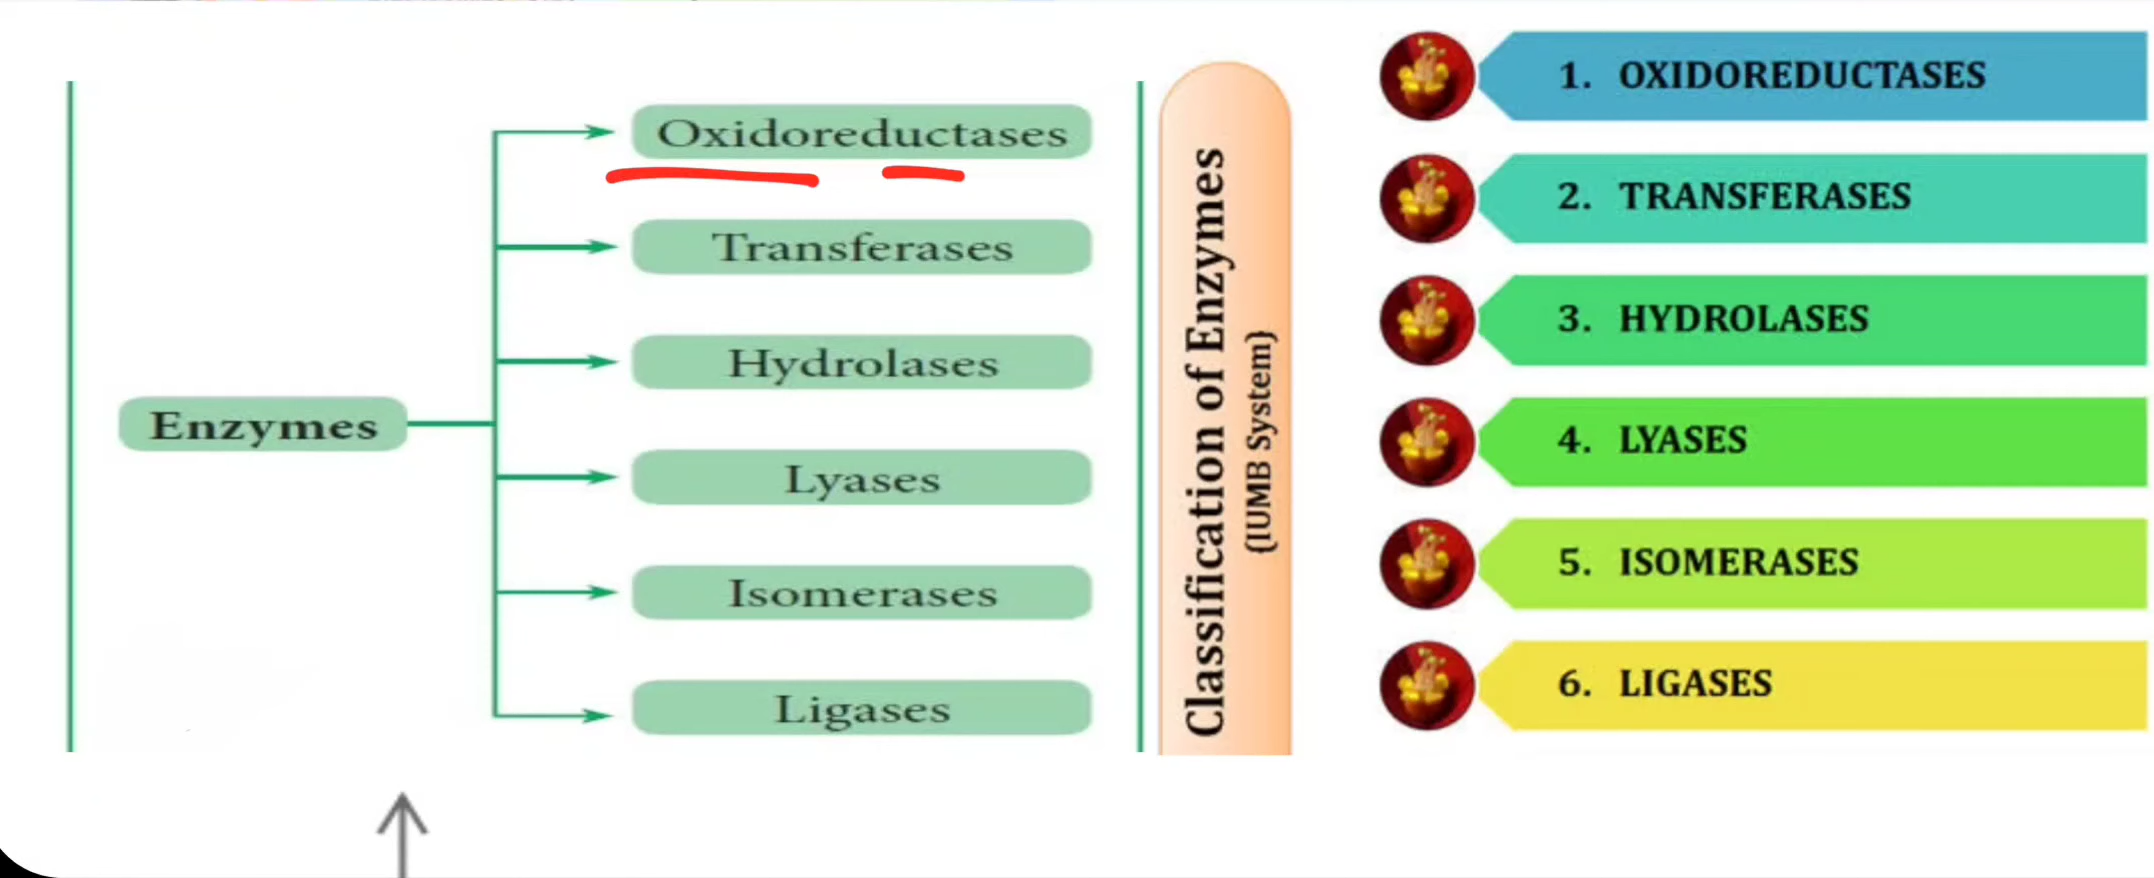 Enzymes
Oxidoreductases
Transferases
Hydrolases
Lyases
Isomerases
Ligases
Classification of Enzymes
(IUMB System)
1. OXIDOREDUCTASES
2. TRANSFERASES
3. HYDROLASES
4. LYASES
5. ISOMERASES
6. LIGASES